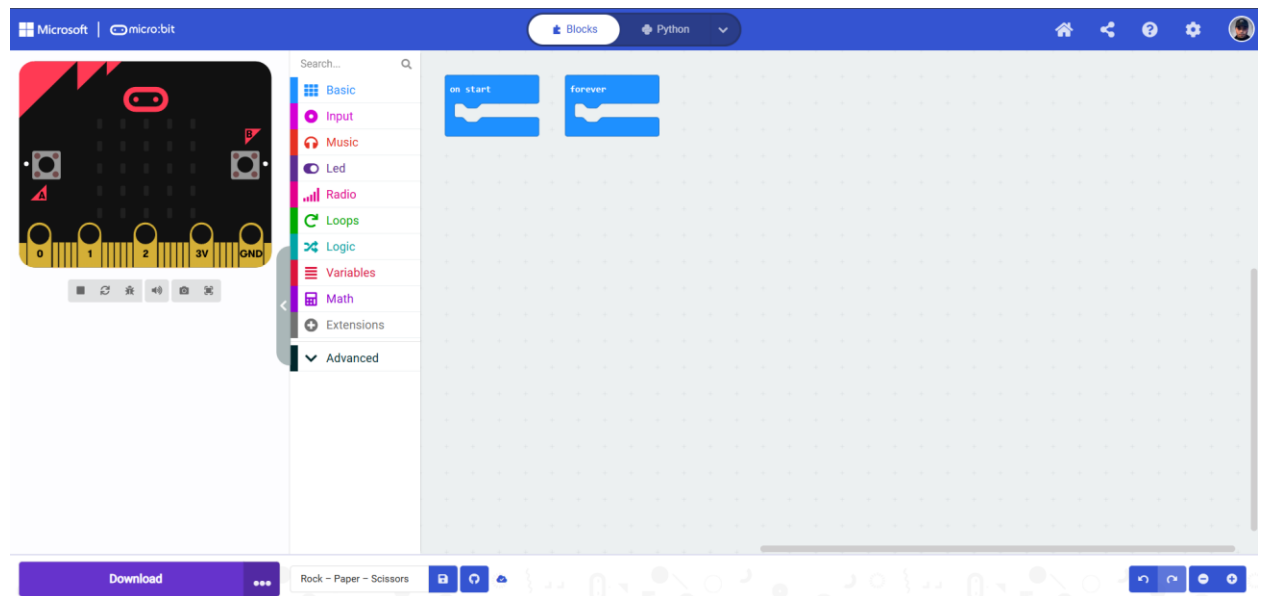 Microsoft | micro:bit
Blocks
Python
Search...
Basic
Input
Music
Led
Radio
Loops
Logic
Variables
Math
Extensions
Advanced
on start
forever
A
B
0 1 2 3V GND
Download
Rock – Paper – Scissors